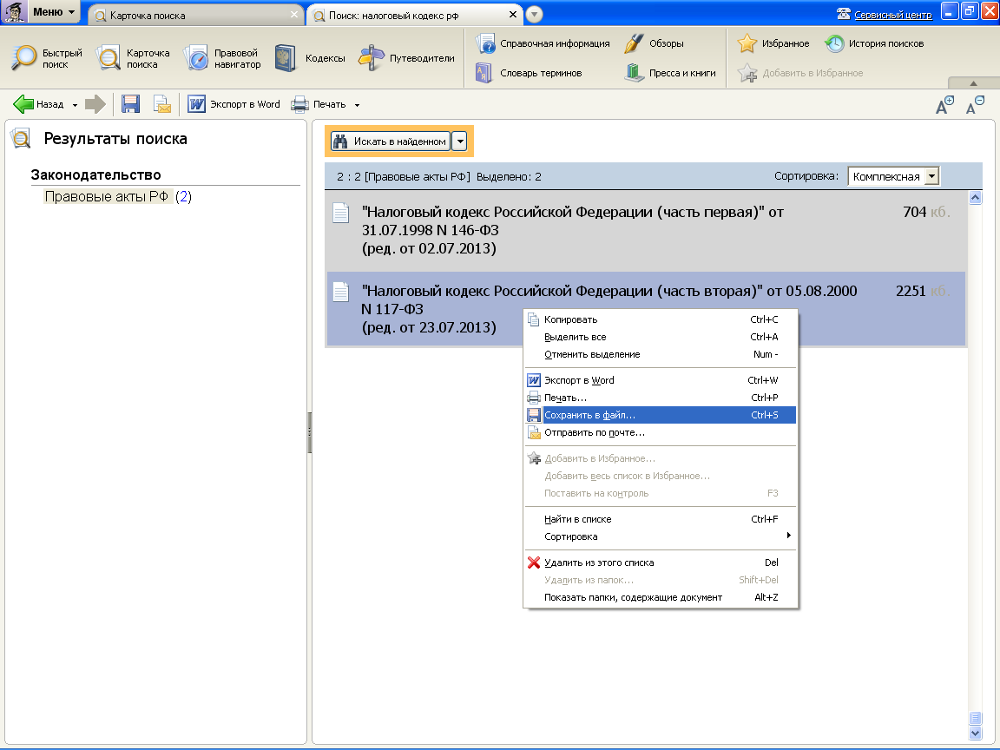 Меню
Карточка поиска
Поиск: налоговый кодекс рф
Сервисный центр
Быстрый поиск
Карточка поиска
Правовой навигатор
Кодексы
Путеводители
Справочная информация
Словарь терминов
Обзоры
Пресса и книги
Избранное
История поисков
Добавить в Избранное
Назад
Экспорт в Word
Печать
Результаты поиска
Законодательство
Правовые акты РФ (2)
Искать в найденном
2 : 2 [Правовые акты РФ] Выделено: 2
Сортировка: Комплексная
"Налоговый кодекс Российской Федерации (часть первая)" от 704 кб.
31.07.1998 N 146-ФЗ
(ред. от 02.07.2013)
"Налоговый кодекс Российской Федерации (часть вторая)" от 05.08.2000 2251 кб.
N 117-ФЗ
(ред. от 23.07.2013)
Копировать Ctrl+C
Выделить все Ctrl+A
Отменить выделение Num -
Экспорт в Word Ctrl+W
Печать... Ctrl+P
Сохранить в файл... Ctrl+S
Отправить по почте...
Добавить в Избранное...
Добавить весь список в Избранное...
Поставить на контроль F3
Найти в списке Ctrl+F
Сортировка
Удалить из этого списка Del
Удалить из папок... Shift+Del
Показать папки, содержащие документ Alt+Z